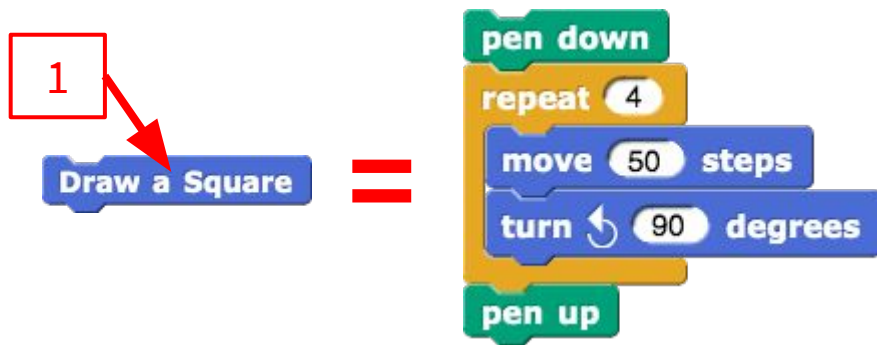 1
Draw a Square
=
pen down
repeat 4
move 50 steps
turn 90 degrees
pen up